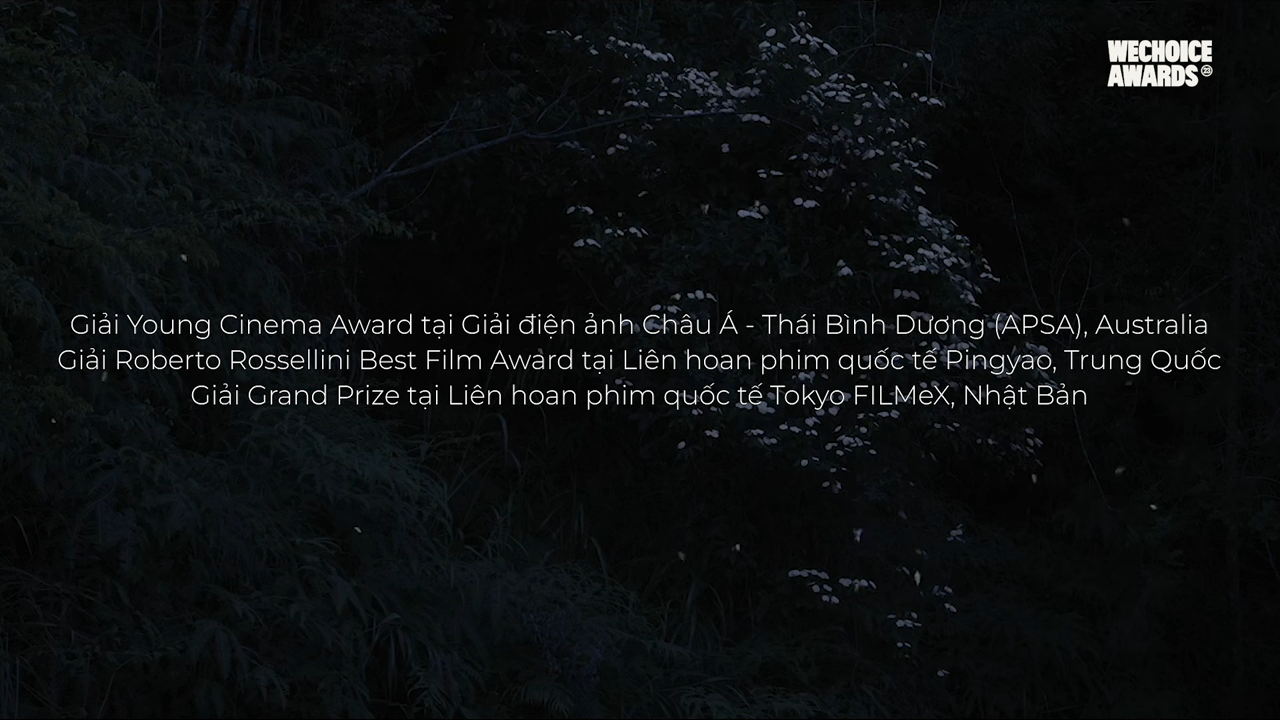 WECHOICE
AWARDS 23
Giải Young Cinema Award tại Giải điện ảnh Châu Á - Thái Bình Dương (APSA), Australia
Giải Roberto Rossellini Best Film Award tại Liên hoan phim quốc tế Pingyao, Trung Quốc
Giải Grand Prize tại Liên hoan phim quốc tế Tokyo FILMeX, Nhật Bản